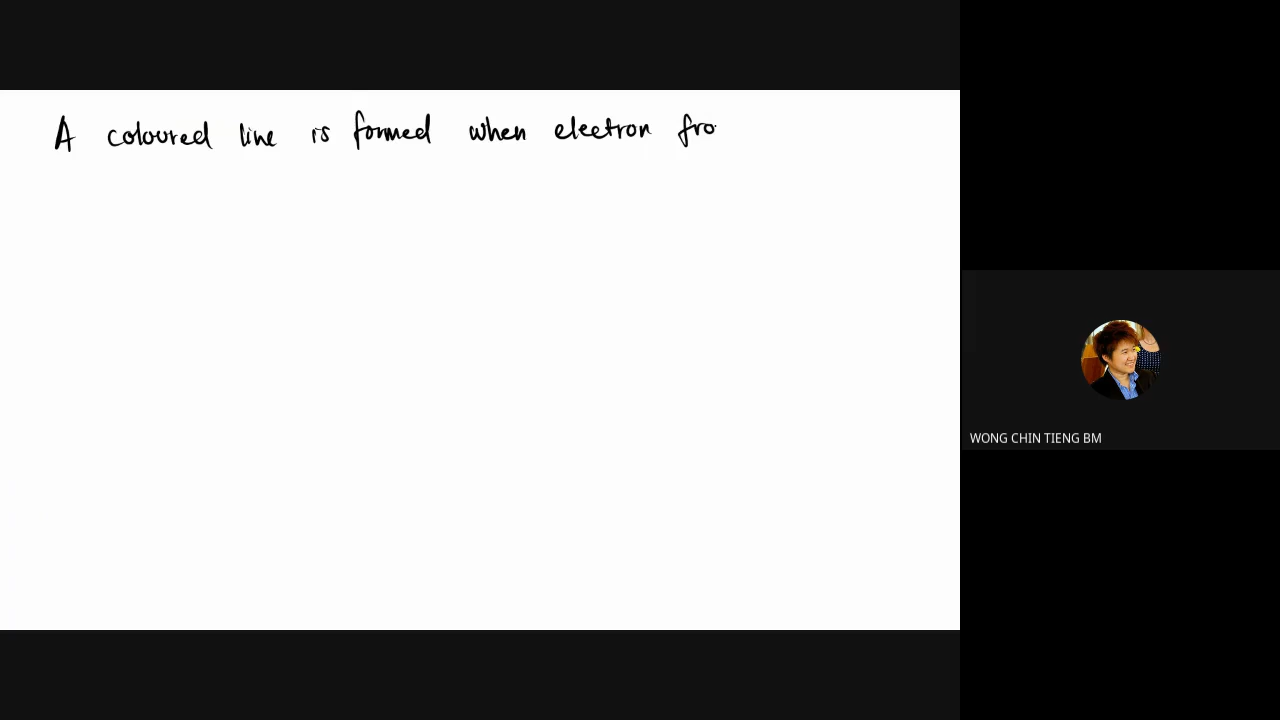 A coloured line is formed when electron fro
WONG CHIN TIENG BM